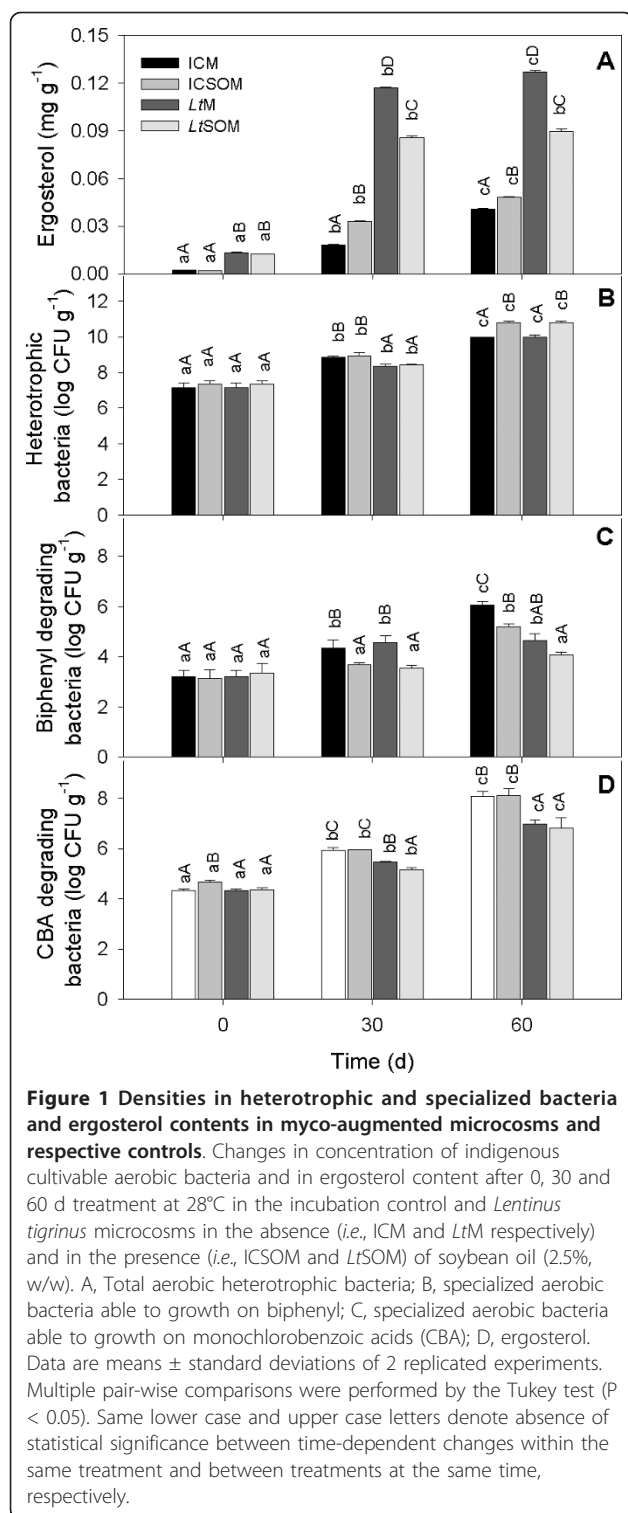 0.15
0.12
0.09
0.06
0.03
0.00
Ergosterol (mg g⁻¹)
ICM
ICSOM
LtM
LtSOM
A
aA aA aB aB
bA bB bD bC
cA cB cD bC
12
10
8
6
4
2
0
Heterotrophic
bacteria (log CFU g⁻¹)
B
aA aA aA aA
bB bB bA bA
cA cB cA cB
8
6
4
2
0
Biphenyl degrading
bacteria (log CFU g⁻¹)
C
aA aA aA aA
bB aA bB aA
cC bB bAB aA
8
6
4
2
0
CBA degrading
bacteria (log CFU g⁻¹)
D
aA aB aA aA
bC bC bB bA
cB cB cA cA
0 30 60
Time (d)
Figure 1 Densities in heterotrophic and specialized bacteria
and ergosterol contents in myco-augmented microcosms and
respective controls. Changes in concentration of indigenous
cultivable aerobic bacteria and in ergosterol content after 0, 30 and
60 d treatment at 28°C in the incubation control and Lentinus
tigrinus microcosms in the absence (i.e., ICM and LtM respectively)
and in the presence (i.e., ICSOM and LtSOM) of soybean oil (2.5%,
w/w). A, Total aerobic heterotrophic bacteria; B, specialized aerobic
bacteria able to growth on biphenyl; C, specialized aerobic bacteria
able to growth on monochlorobenzoic acids (CBA); D, ergosterol.
Data are means ± standard deviations of 2 replicated experiments.
Multiple pair-wise comparisons were performed by the Tukey test (P
< 0.05). Same lower case and upper case letters denote absence of
statistical significance between time-dependent changes within the
same treatment and between treatments at the same time,
respectively.